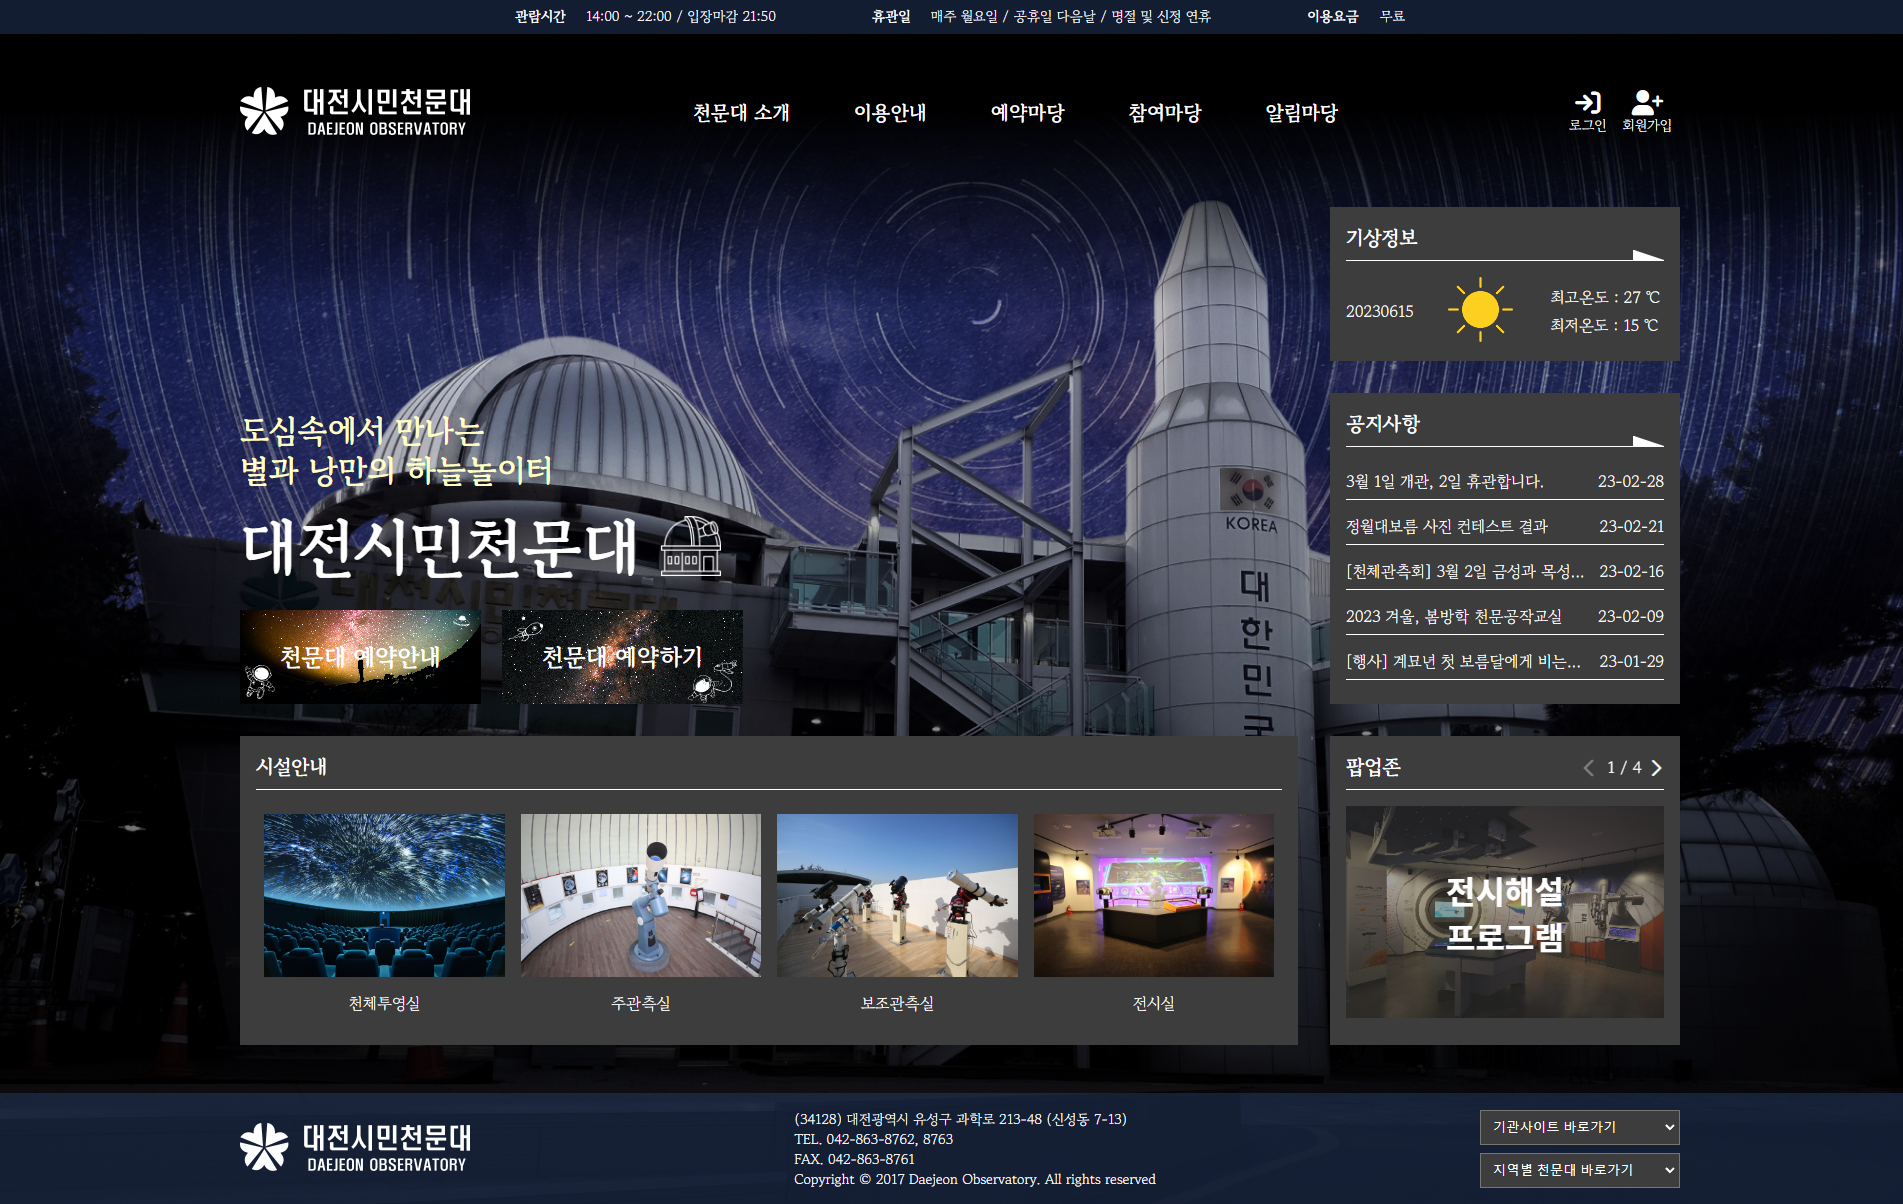 관람시간 14:00 ~ 22:00 / 입장마감 21:50 휴관일 매주 월요일 / 공휴일 다음날 / 명절 및 신정 연휴 이용요금 무료
대전시민천문대
DAEJEON OBSERVATORY
천문대 소개 이용안내 예약마당 참여마당 알림마당
로그인 회원가입
기상정보
20230615
최고온도 : 27 ℃
최저온도 : 15 ℃
도심속에서 만나는
별과 낭만의 하늘놀이터
대전시민천문대
대전시민천문대
천문대 예약안내 천문대 예약하기
KOREA
대한민국
공지사항
3월 1일 개관, 2일 휴관합니다. 23-02-28
정월대보름 사진 컨테스트 결과 23-02-21
[천체관측회] 3월 2일 금성과 목성... 23-02-16
2023 겨울, 봄방학 천문공작교실 23-02-09
[행사] 계묘년 첫 보름달에게 비는... 23-01-29
시설안내
천체투영실 주관측실 보조관측실 전시실
팝업존 1 / 4
전시해설
프로그램
대전시민천문대
DAEJEON OBSERVATORY
(34128) 대전광역시 유성구 과학로 213-48 (신성동 7-13)
TEL. 042-863-8762, 8763
FAX. 042-863-8761
Copyright © 2017 Daejeon Observatory. All rights reserved
기관사이트 바로가기
지역별 천문대 바로가기